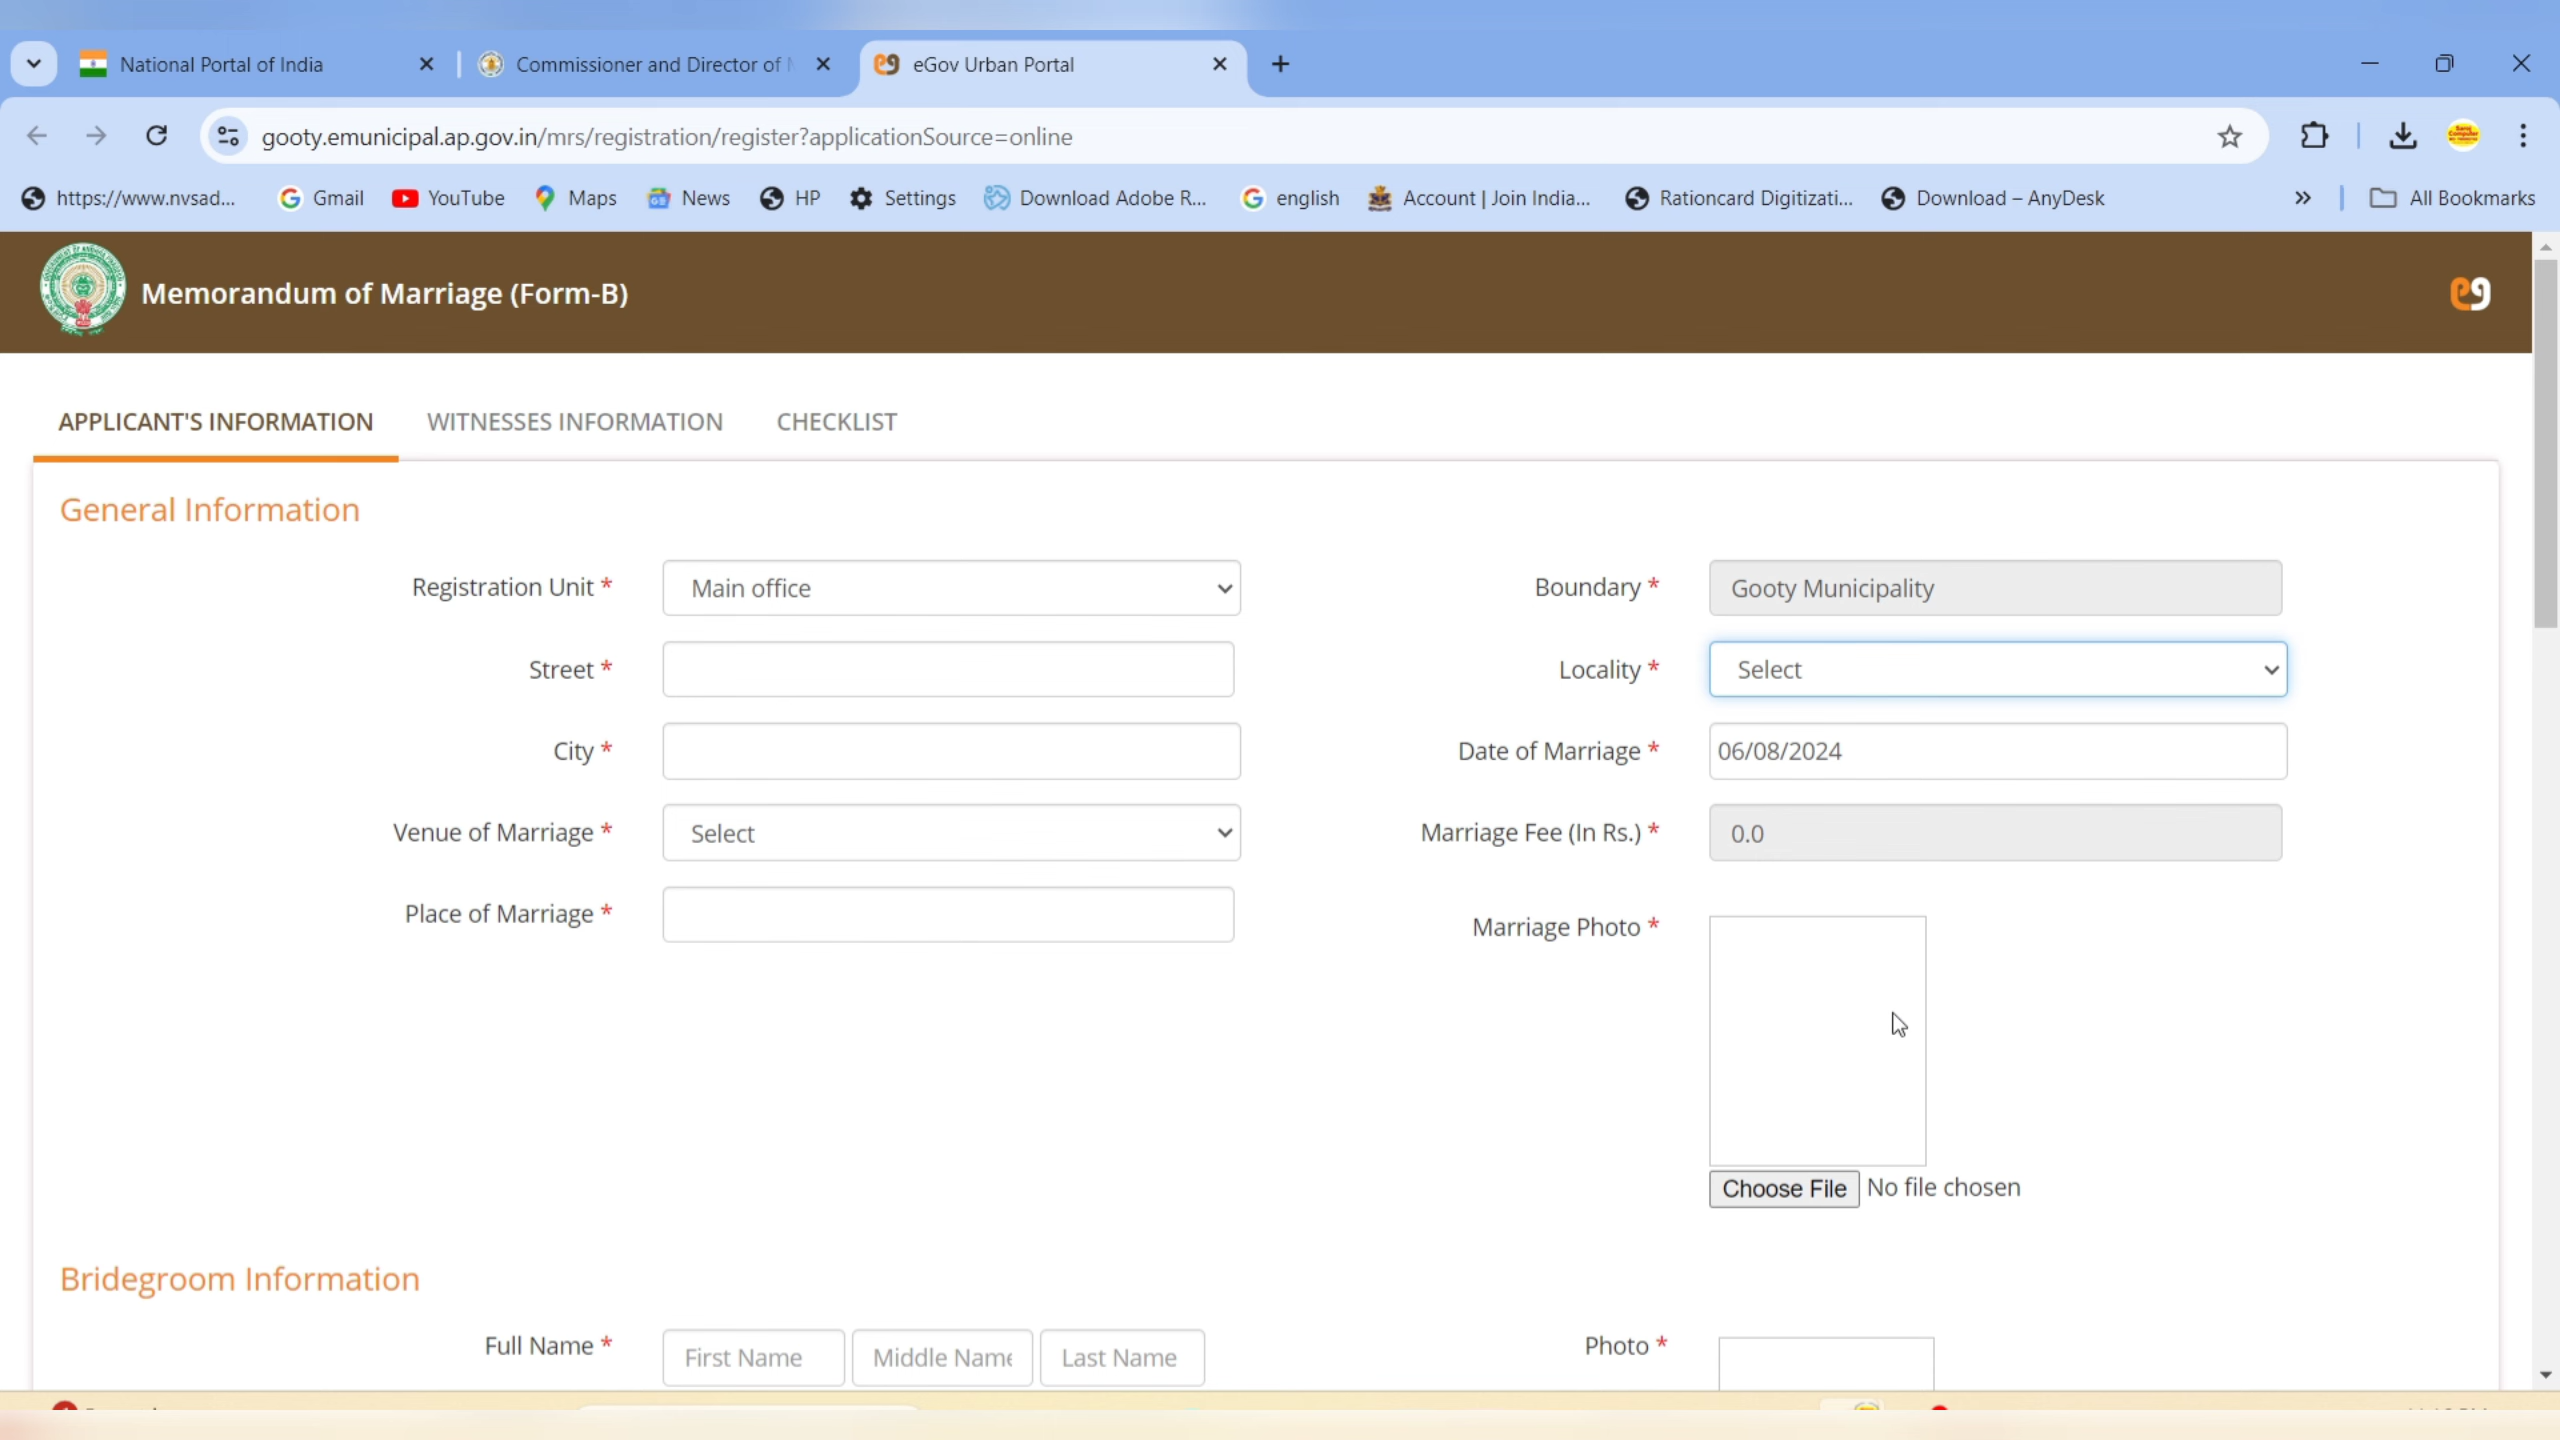 National Portal of India
Commissioner and Director of
eGov Urban Portal
gooty.emunicipal.ap.gov.in/mrs/registration/register?applicationSource=online
https://www.nvsad...
Gmail
YouTube
Maps
News
HP
Settings
Download Adobe R...
english
Account | Join India...
Rationcard Digitizati...
Download – AnyDesk
All Bookmarks
Memorandum of Marriage (Form-B)
APPLICANT'S INFORMATION WITNESSES INFORMATION CHECKLIST
General Information
Registration Unit * Main office
Boundary * Gooty Municipality
Street *
Locality * Select
City *
Date of Marriage * 06/08/2024
Venue of Marriage * Select
Marriage Fee (In Rs.) * 0.0
Place of Marriage *
Marriage Photo *
Choose File No file chosen
Bridegroom Information
Full Name * First Name Middle Name Last Name
Photo *